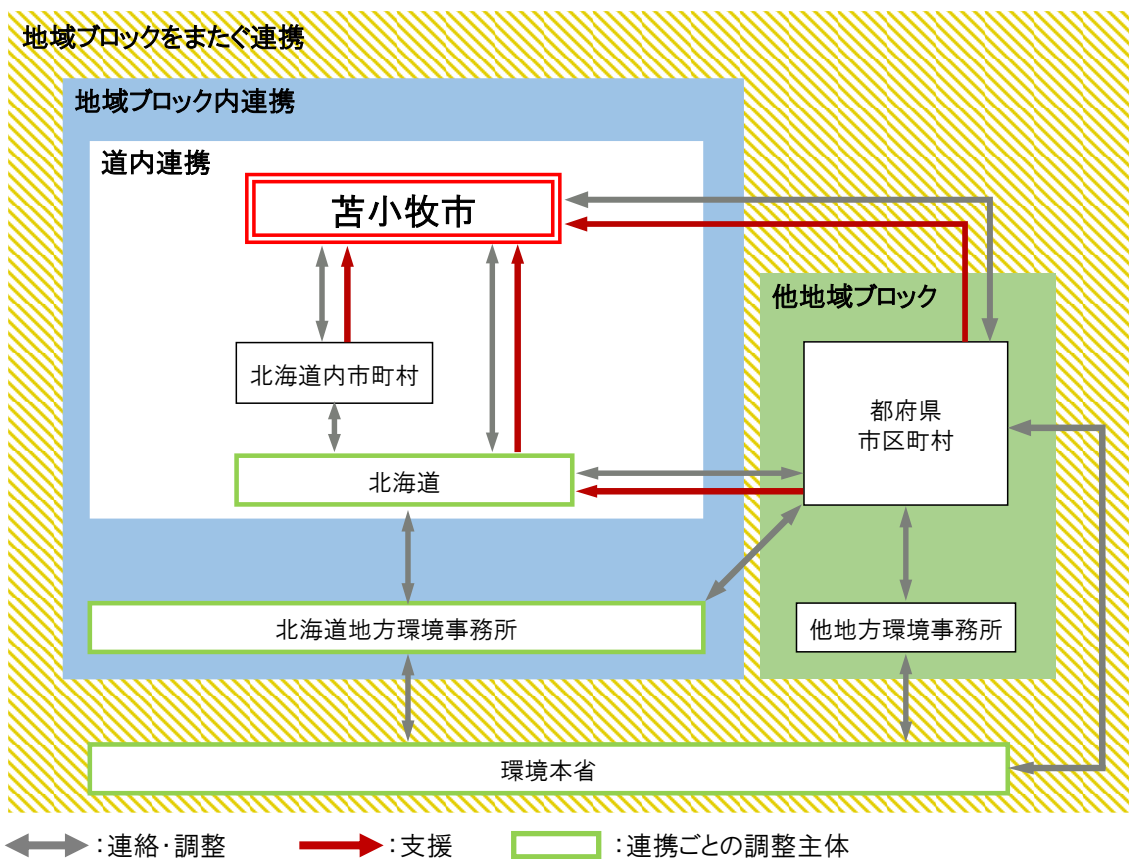 地域ブロックをまたぐ連携
地域ブロック内連携
道内連携
苫小牧市
他地域ブロック
北海道内市町村
都府県
市区町村
北海道
北海道地方環境事務所
他地方環境事務所
環境本省
:連絡・調整
:支援
:連携ごとの調整主体